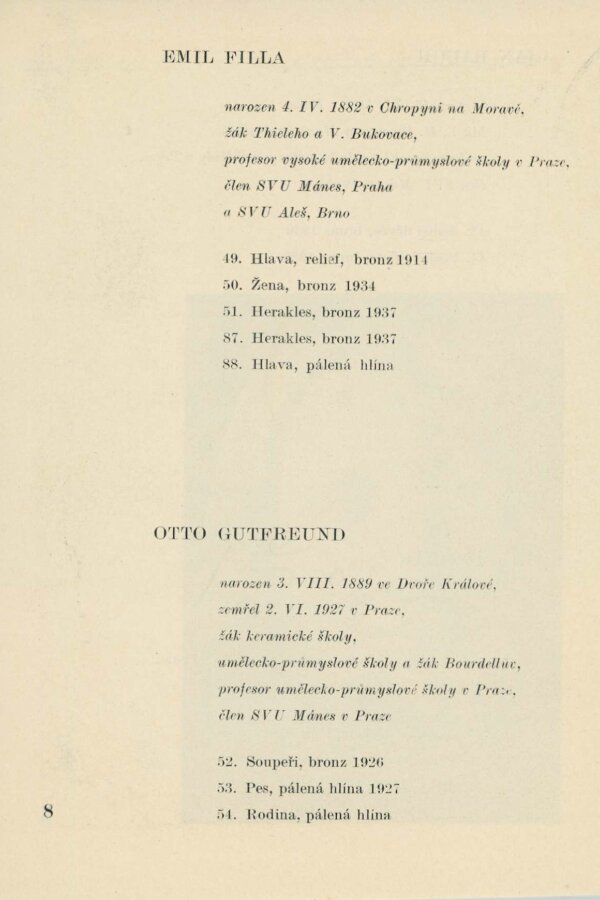 EMIL FILLA
narozen 4. IV. 1882 v Chropyni na Moravě,
žák Thieleho a V. Bukovace,
profesor vysoké umělecko-průmyslové školy v Praze,
člen SVU Mánes, Praha
a SVU Aleš, Brno
49. Hlava, relief, bronz 1914
50. Žena, bronz 1934
51. Herakles, bronz 1937
87. Herakles, bronz 1937
88. Hlava, pálená hlína
OTTO GUTFREUND
narozen 3. VIII. 1889 ve Dvoře Králové,
zemřel 2. VI. 1927 v Praze,
žák keramické školy,
umělecko-průmyslové školy a žák Bourdellův,
profesor umělecko-průmyslové školy v Praze,
člen SVU Mánes v Praze
52. Soupeři, bronz 1926
53. Pes, pálená hlína 1927
54. Rodina, pálená hlína
8